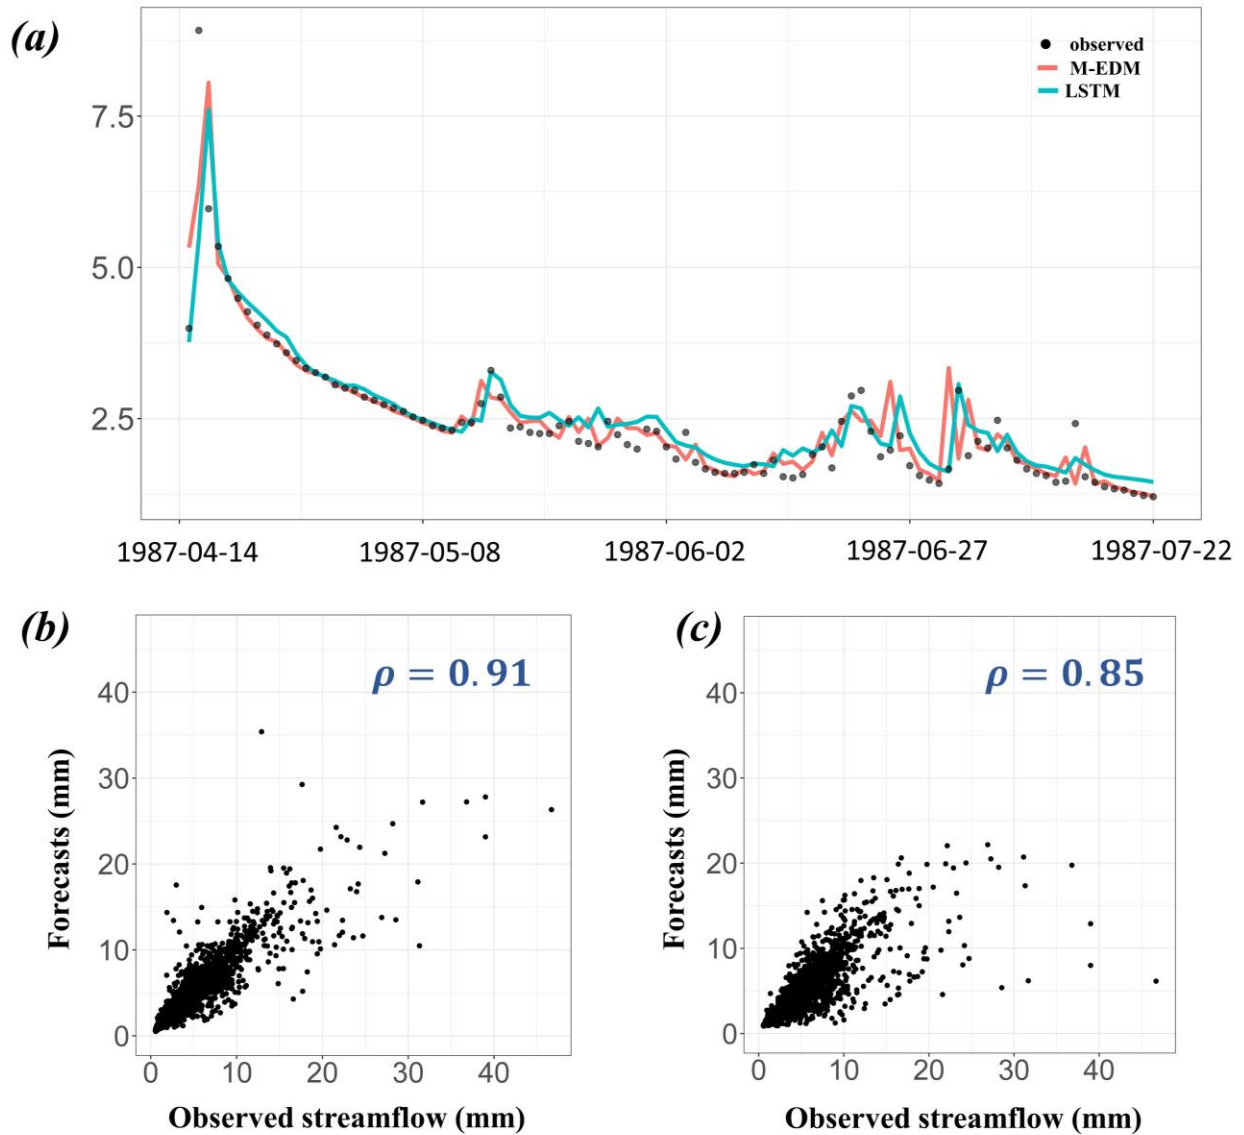 (a)
observed
M-EDM
LSTM
7.5
5.0
2.5
1987-04-14 1987-05-08 1987-06-02 1987-06-27 1987-07-22
(b)
ρ = 0.91
40
30
20
10
0
Forecasts (mm)
0 10 20 30 40
Observed streamflow (mm)
(c)
ρ = 0.85
40
30
20
10
0
Forecasts (mm)
0 10 20 30 40
Observed streamflow (mm)